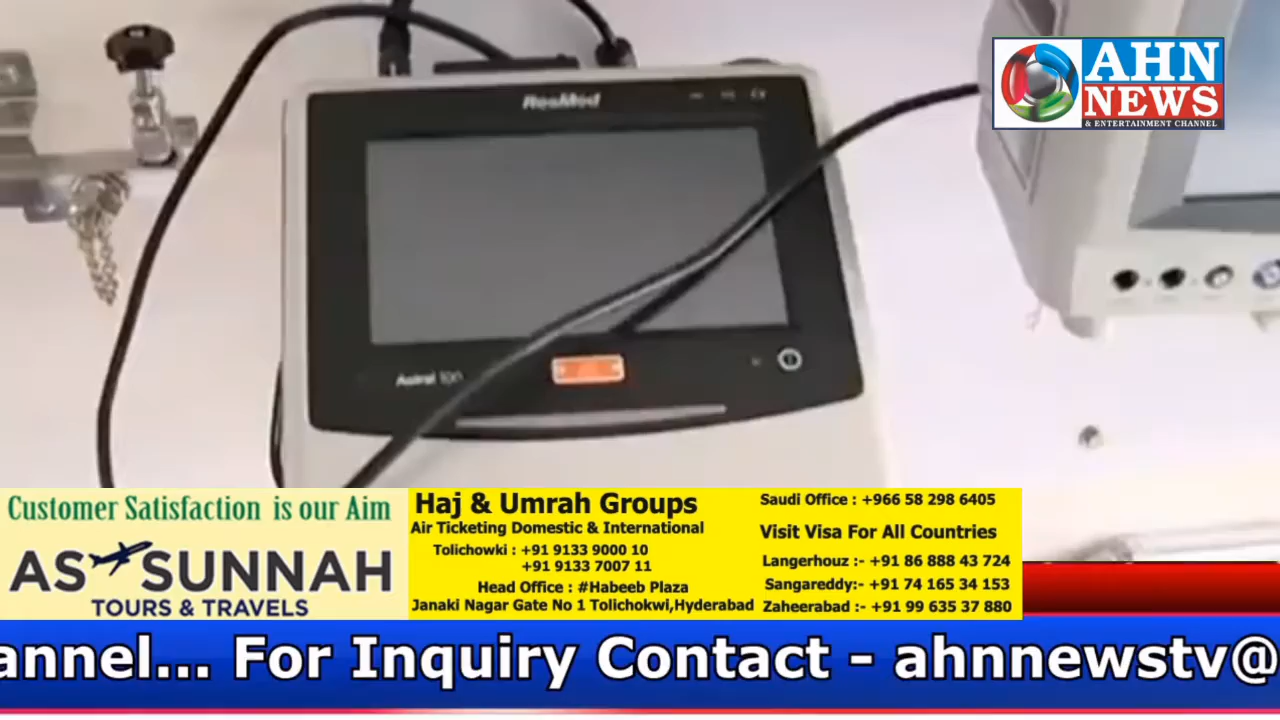 AHN
NEWS
& ENTERTAINMENT CHANNEL
ResMed
Astral 100
Customer Satisfaction is our Aim
AS SUNNAH
TOURS & TRAVELS
Haj & Umrah Groups
Air Ticketing Domestic & International
Tolichowki : +91 9133 9000 10
+91 9133 7007 11
Head Office : #Habeeb Plaza
Janaki Nagar Gate No 1 Tolichokwi,Hyderabad
Saudi Office : +966 58 298 6405
Visit Visa For All Countries
Langerhouz :- +91 86 888 43 724
Sangareddy:- +91 74 165 34 153
Zaheerabad :- +91 99 635 37 880
annel... For Inquiry Contact - ahnnewstv@